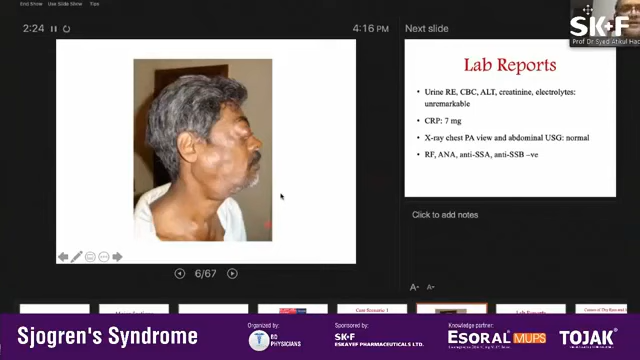 End Show Use Slide Show Tips
2:24
4:16 PM
Next slide
SK+F
Prof Dr Syed Atikul Haq
Lab Reports
• Urine RE, CBC, ALT, creatinine, electrolytes:
unremarkable
• CRP: 7 mg
• X-ray chest PA view and abdominal USG: normal
• RF, ANA, anti-SSA, anti-SSB –ve
Click to add notes
6/67
A+ A-
Case Scenario 1
Lab Reports
Sjogren's Syndrome
Organized by:
PHYSICIANS
Sponsored by:
SK+F
ESKAYEF PHARMACEUTICALS LTD.
Knowledge partner:
ESORAL MUPS
TOJAK